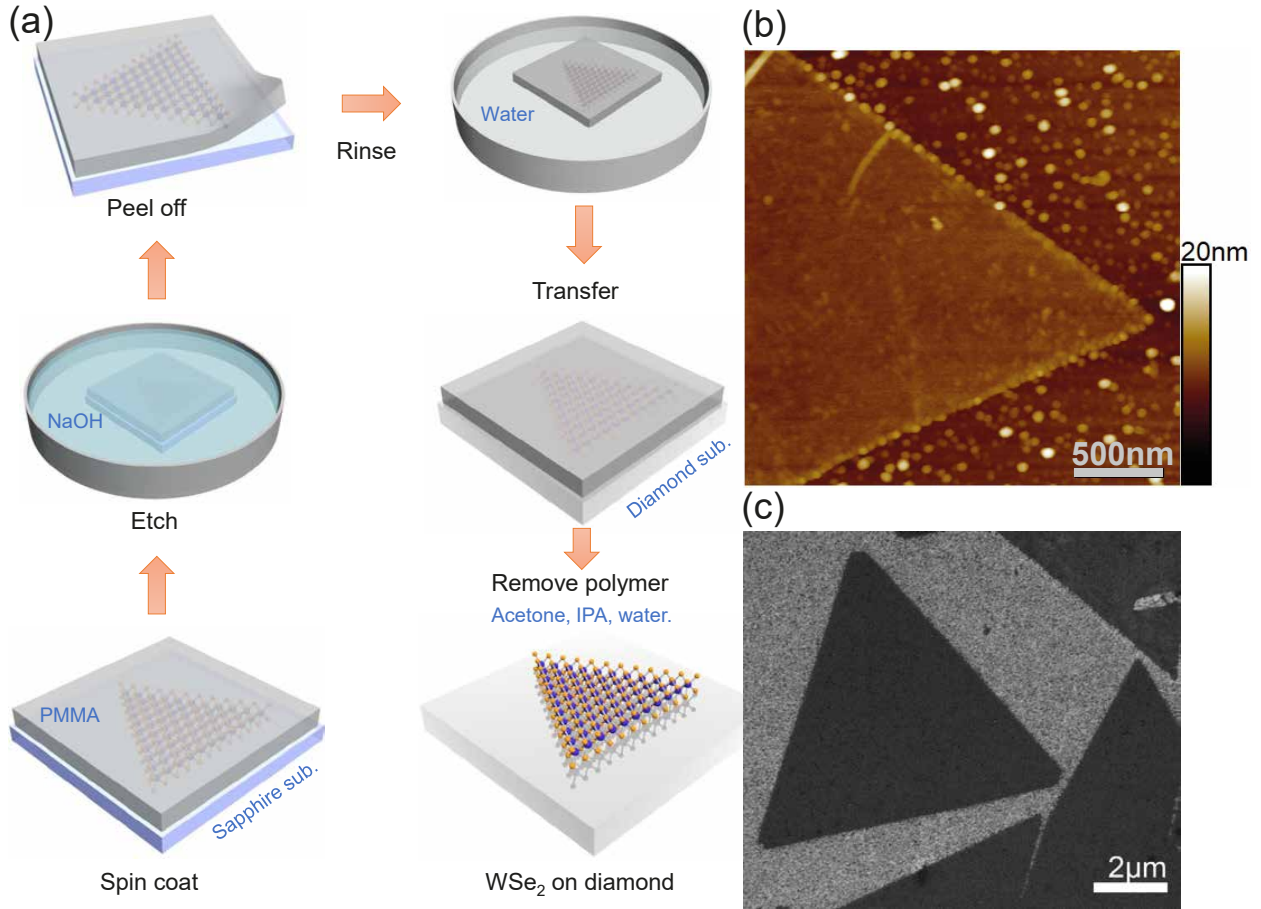 (a)
Peel off
Rinse
Water
Transfer
NaOH
Etch
Diamond sub.
Remove polymer
Acetone, IPA, water.
PMMA
Sapphire sub.
Spin coat
WSe₂ on diamond
(b)
20nm
500nm
(c)
2µm